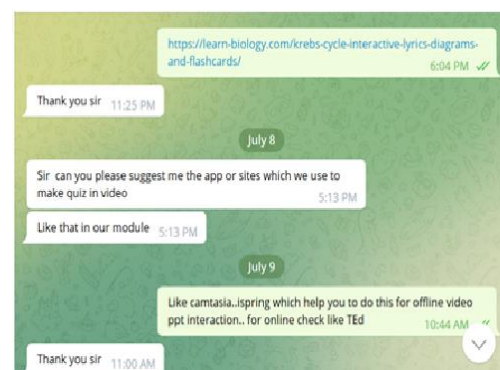 https://learn-biology.com/krebs-cycle-interactive-lyrics-diagrams-
and-flashcards/
6:04 PM
Thank you sir 11:25 PM
July 8
Sir can you please suggest me the app or sites which we use to
make quiz in video
5:13 PM
Like that in our module 5:13 PM
July 9
Like camtasia..ispring which help you to do this for offline video
ppt interaction.. for online check like TEd
10:44 AM
Thank you sir 11:00 AM